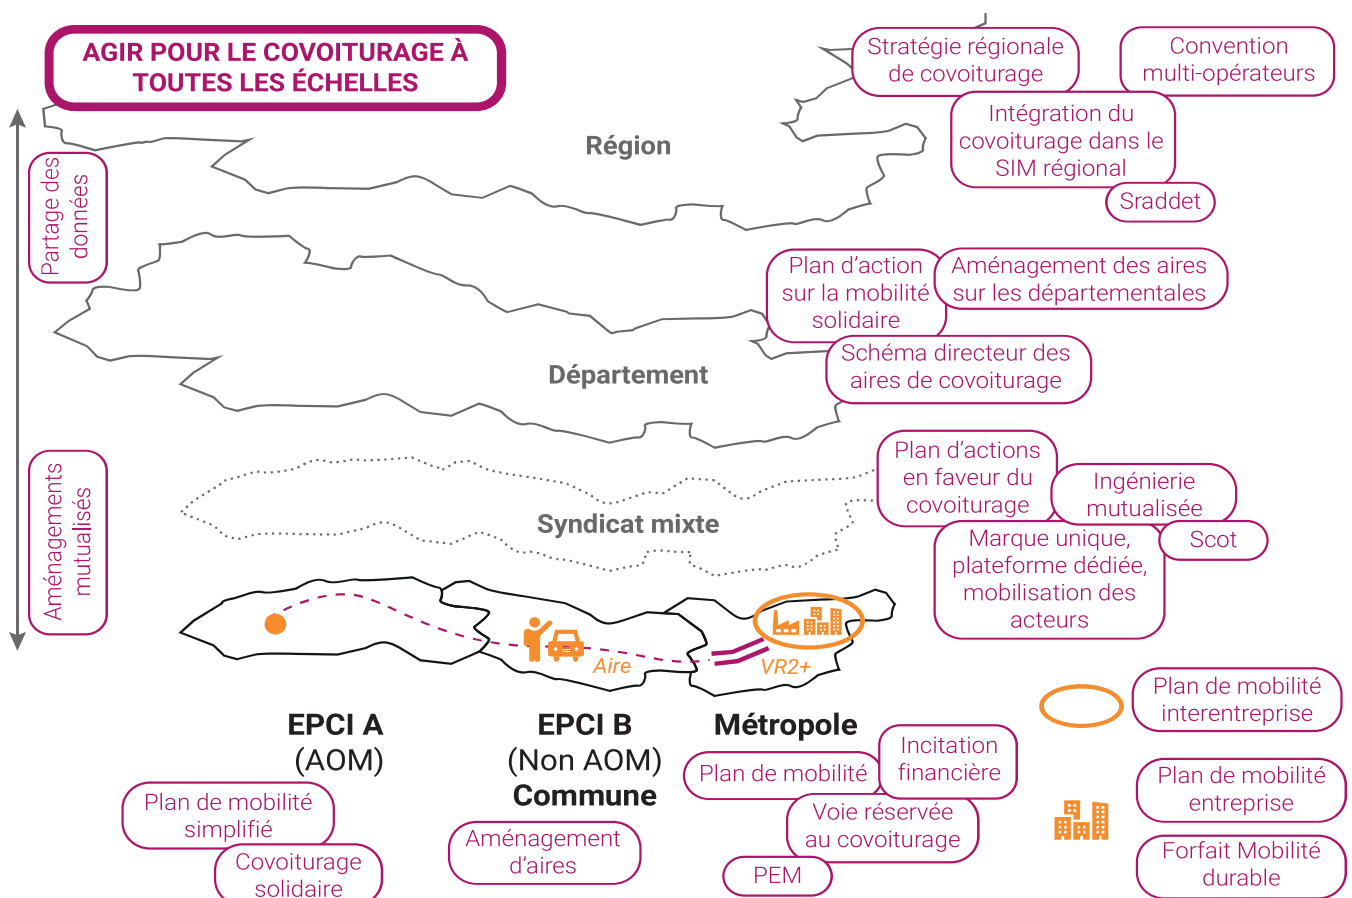 AGIR POUR LE COVOITURAGE À
TOUTES LES ÉCHELLES
Partage des
données
Aménagements
mutualisés
Région
Stratégie régionale
de covoiturage
Convention
multi-opérateurs
Intégration du
covoiturage dans le
SIM régional
Sraddet
Département
Plan d'action
sur la mobilité
solidaire
Aménagement des aires
sur les départementales
Schéma directeur des
aires de covoiturage
Syndicat mixte
Plan d'actions
en faveur du
covoiturage
Ingénierie
mutualisée
Scot
Marque unique,
plateforme dédiée,
mobilisation des
acteurs
Aire
VR2+
EPCI A
(AOM)
Plan de mobilité
simplifié
Covoiturage
solidaire
EPCI B
(Non AOM)
Commune
Aménagement
d'aires
Métropole
Plan de mobilité
Incitation
financière
Voie réservée
au covoiturage
PEM
Plan de mobilité
interentreprise
Plan de mobilité
entreprise
Forfait Mobilité
durable